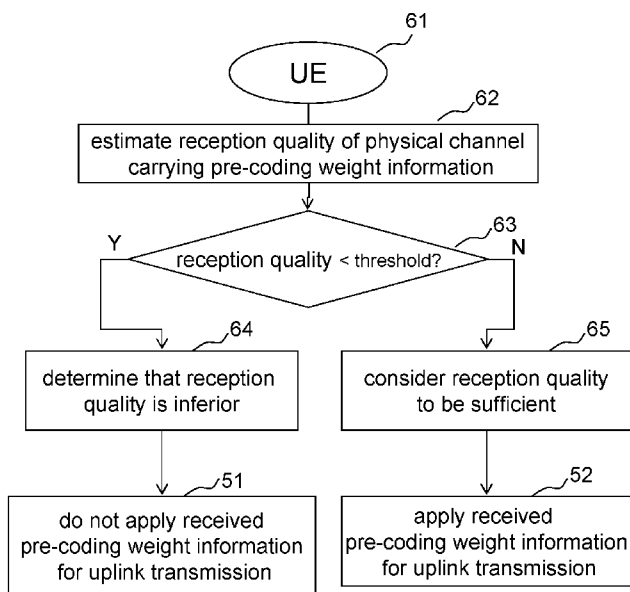 61
UE
62
estimate reception quality of physical channel
carrying pre-coding weight information
63
Y
N
reception quality < threshold?
64
65
determine that reception
quality is inferior
consider reception quality
to be sufficient
51
52
do not apply received
pre-coding weight information
for uplink transmission
apply received
pre-coding weight information
for uplink transmission